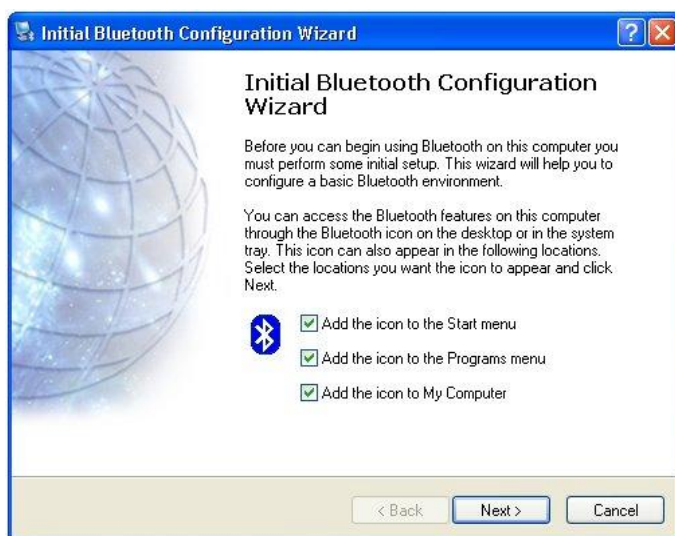 Initial Bluetooth Configuration Wizard
Initial Bluetooth Configuration
Wizard
Before you can begin using Bluetooth on this computer you
must perform some initial setup. This wizard will help you to
configure a basic Bluetooth environment.
You can access the Bluetooth features on this computer
through the Bluetooth icon on the desktop or in the system
tray. This icon can also appear in the following locations.
Select the locations you want the icon to appear and click
Next.
Add the icon to the Start menu
Add the icon to the Programs menu
Add the icon to My Computer
< Back Next > Cancel